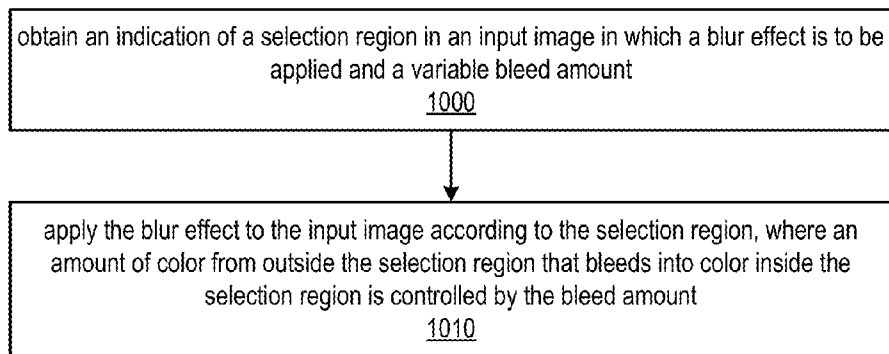 obtain an indication of a selection region in an input image in which a blur effect is to be
applied and a variable bleed amount
1000
apply the blur effect to the input image according to the selection region, where an
amount of color from outside the selection region that bleeds into color inside the
selection region is controlled by the bleed amount
1010